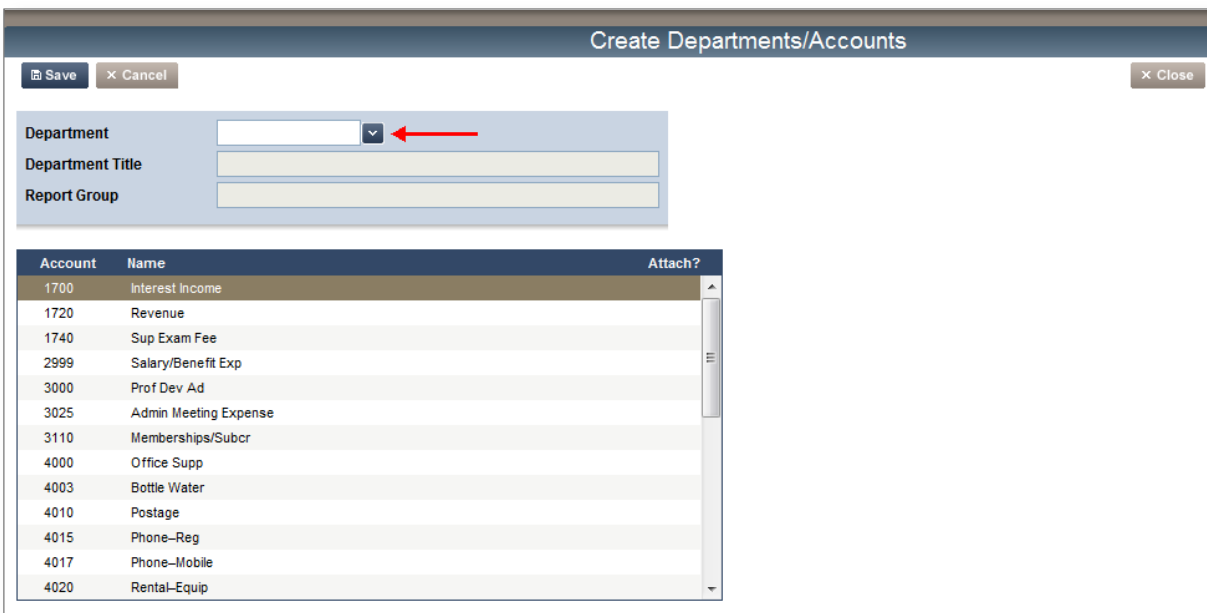 Create Departments/Accounts
Save Cancel Close
Department
Department Title
Report Group
Account Name Attach?
1700 Interest Income
1720 Revenue
1740 Sup Exam Fee
2999 Salary/Benefit Exp
3000 Prof Dev Ad
3025 Admin Meeting Expense
3110 Memberships/Subcr
4000 Office Supp
4003 Bottle Water
4010 Postage
4015 Phone–Reg
4017 Phone–Mobile
4020 Rental–Equip